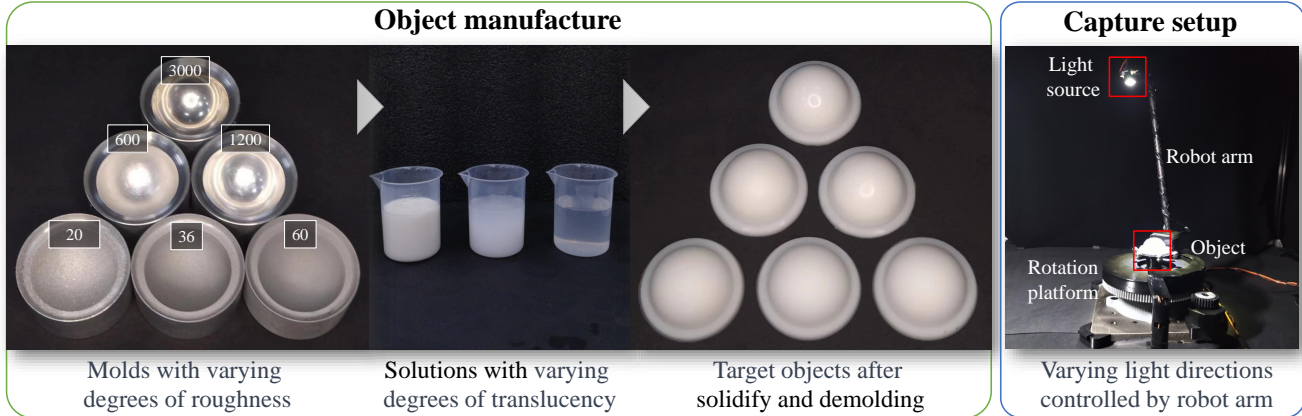 Object manufacture
Capture setup
3000
600
1200
20
36
60
Light
source
Robot arm
Object
Rotation
platform
Molds with varying
degrees of roughness
Solutions with varying
degrees of translucency
Target objects after
solidify and demolding
Varying light directions
controlled by robot arm